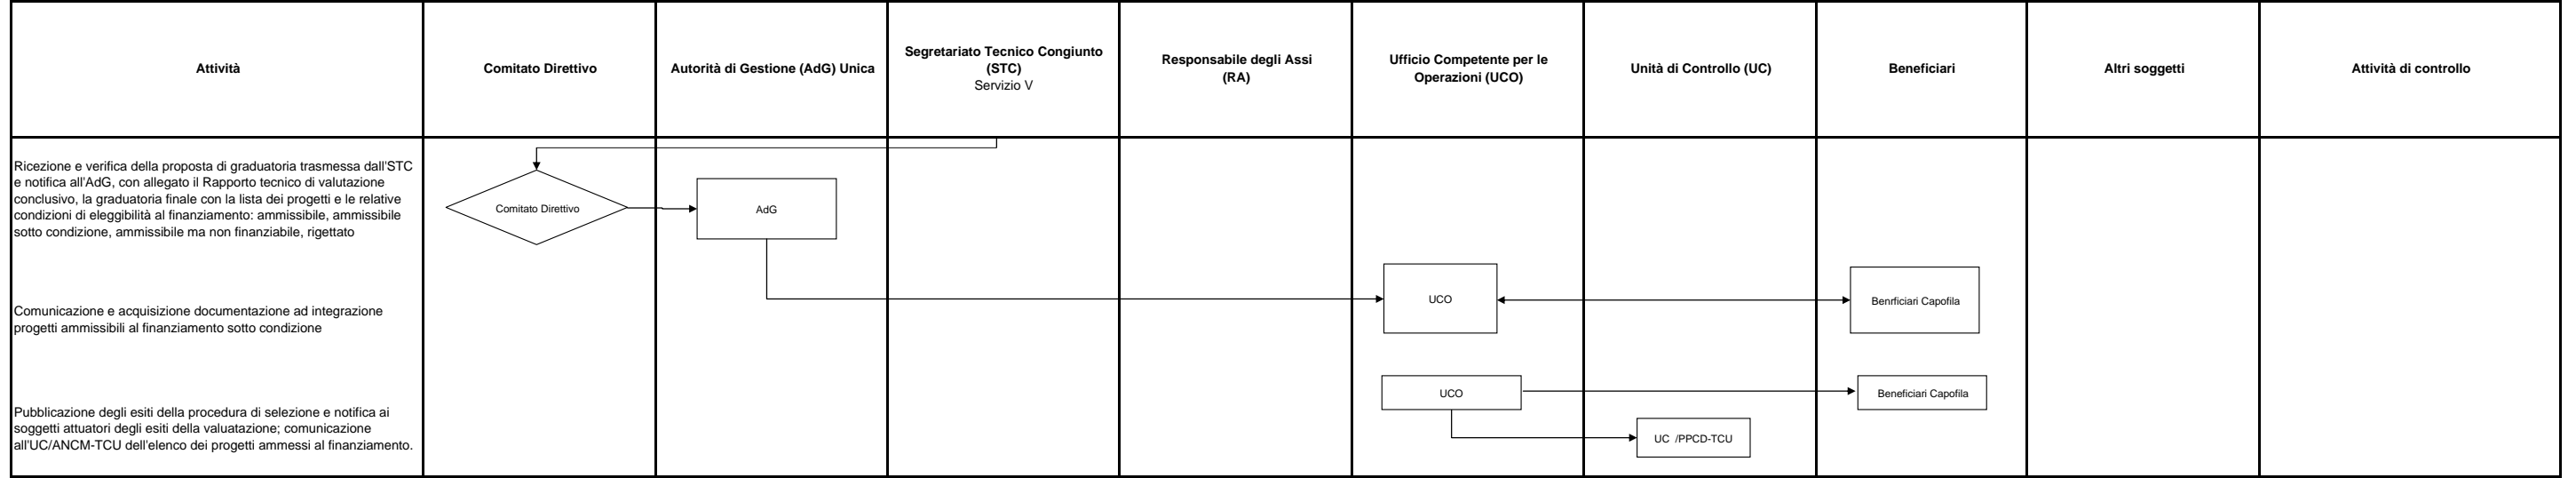 Attività
Comitato Direttivo
Autorità di Gestione (AdG) Unica
Segretariato Tecnico Congiunto
(STC)
Servizio V
Responsabile degli Assi
(RA)
Ufficio Competente per le
Operazioni (UCO)
Unità di Controllo (UC)
Beneficiari
Altri soggetti
Attività di controllo
Ricezione e verifica della proposta di graduatoria trasmessa dall'STC
e notifica all'AdG, con allegato il Rapporto tecnico di valutazione
conclusivo, la graduatoria finale con la lista dei progetti e le relative
condizioni di eleggibilità al finanziamento: ammissibile, ammissibile
sotto condizione, ammissibile ma non finanziabile, rigettato
Comitato Direttivo
AdG
Comunicazione e acquisizione documentazione ad integrazione
progetti ammissibili al finanziamento sotto condizione
UCO
Benrficiari Capofila
Pubblicazione degli esiti della procedura di selezione e notifica ai
soggetti attuatori degli esiti della valuatazione; comunicazione
all'UC/ANCM-TCU dell'elenco dei progetti ammessi al finanziamento.
UCO
Beneficiari Capofila
UC /PPCD-TCU